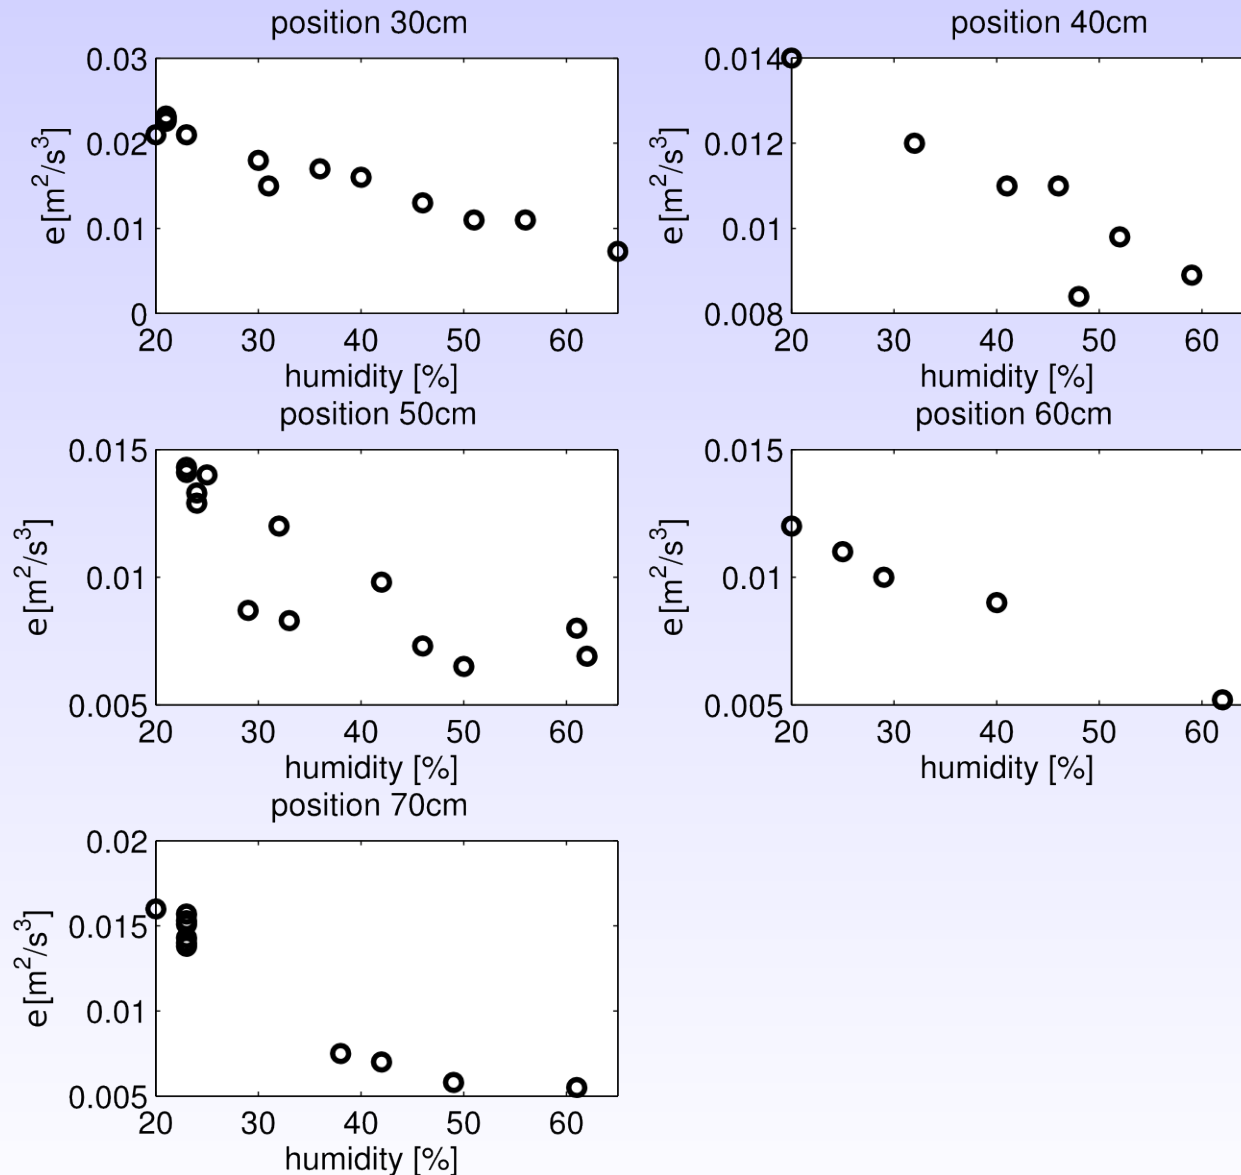 position 30cm
0.03
0.02
0.01
0
e[m²/s³]
20 30 40 50 60
humidity [%]
position 40cm
0.014
0.012
0.01
0.008
e[m²/s³]
20 30 40 50 60
humidity [%]
position 50cm
0.015
0.01
0.005
e[m²/s³]
20 30 40 50 60
humidity [%]
position 60cm
0.015
0.01
0.005
e[m²/s³]
20 30 40 50 60
humidity [%]
position 70cm
0.02
0.015
0.01
0.005
e[m²/s³]
20 30 40 50 60
humidity [%]